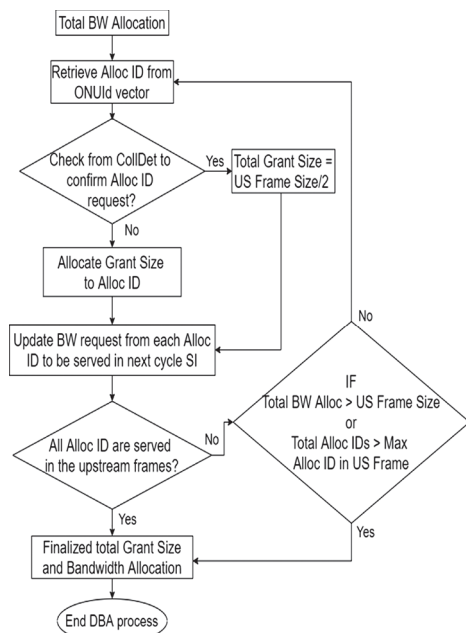 Total BW Allocation
Retrieve Alloc ID from
ONUId vector
Check from CollDet to
confirm Alloc ID
request?
Yes
Total Grant Size =
US Frame Size/2
No
Allocate Grant Size
to Alloc ID
Update BW request from each Alloc
ID to be served in next cycle SI
No
IF
Total BW Alloc > US Frame Size
or
Total Alloc IDs > Max
Alloc ID in US Frame
All Alloc ID are served
in the upstream frames?
No
Yes
Yes
Finalized total Grant Size
and Bandwidth Allocation
End DBA process